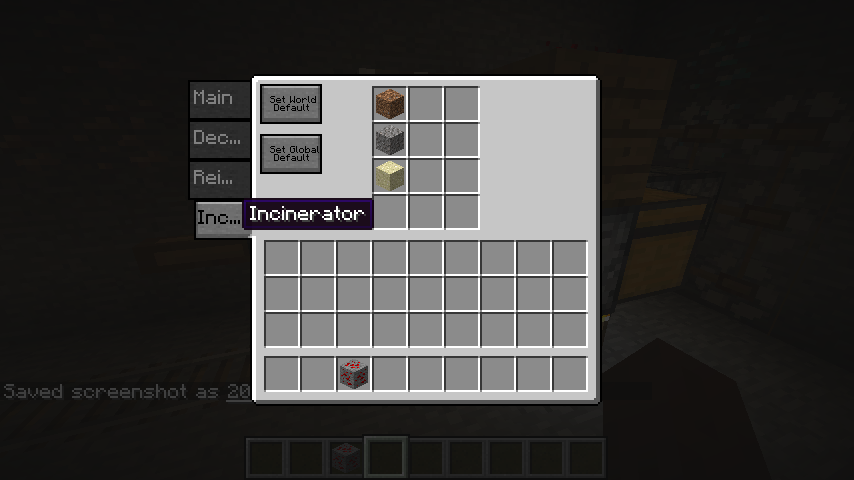 Main
Set World
Default
Dec...
Set Global
Default
Rei...
Inc...
Incinerator
Saved screenshot as 20